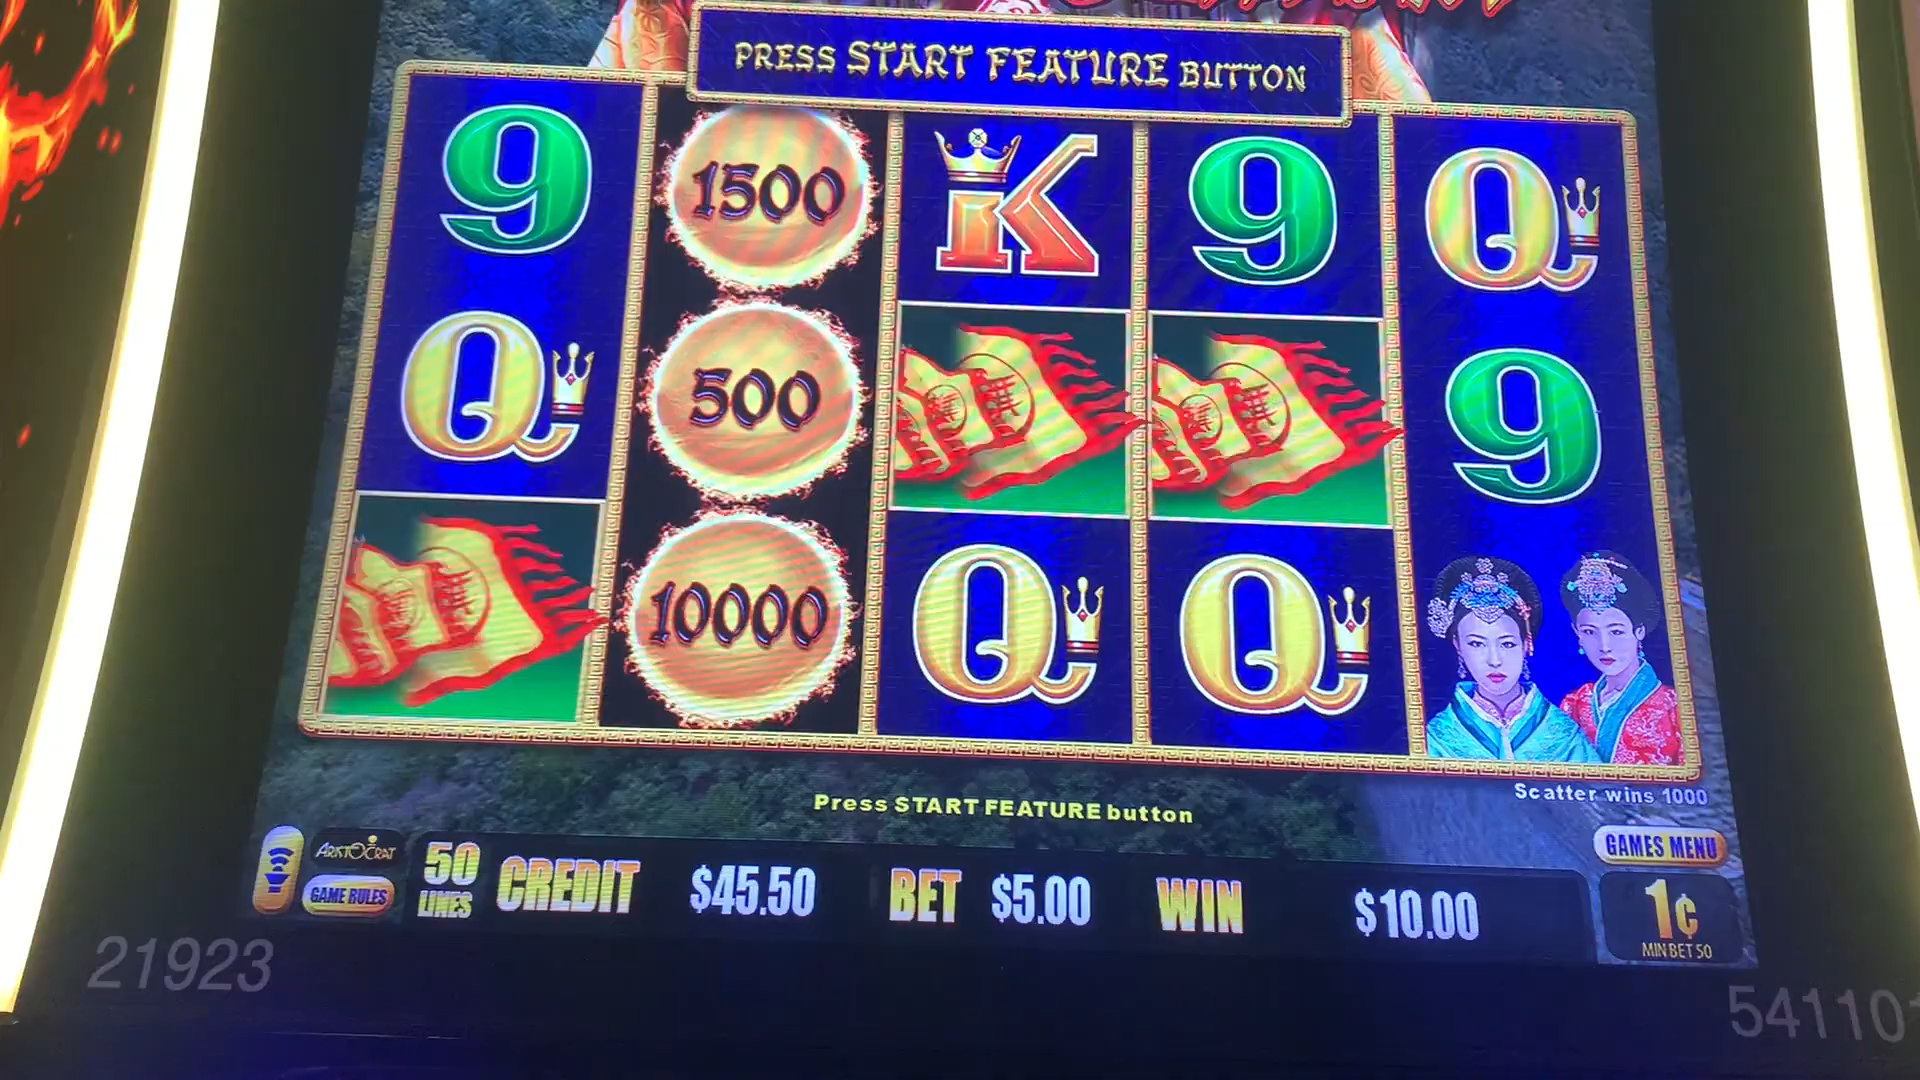 PRESS START FEATURE BUTTON
9
1500
K
9
Q
Q
500
9
10000
Q
Q
Scatter wins 1000
Press START FEATURE button
GAMES MENU
ARISTOCRAT
GAME RULES
50
LINES
CREDIT $45.50
BET $5.00
WIN $10.00
1¢
MIN BET 50
21923